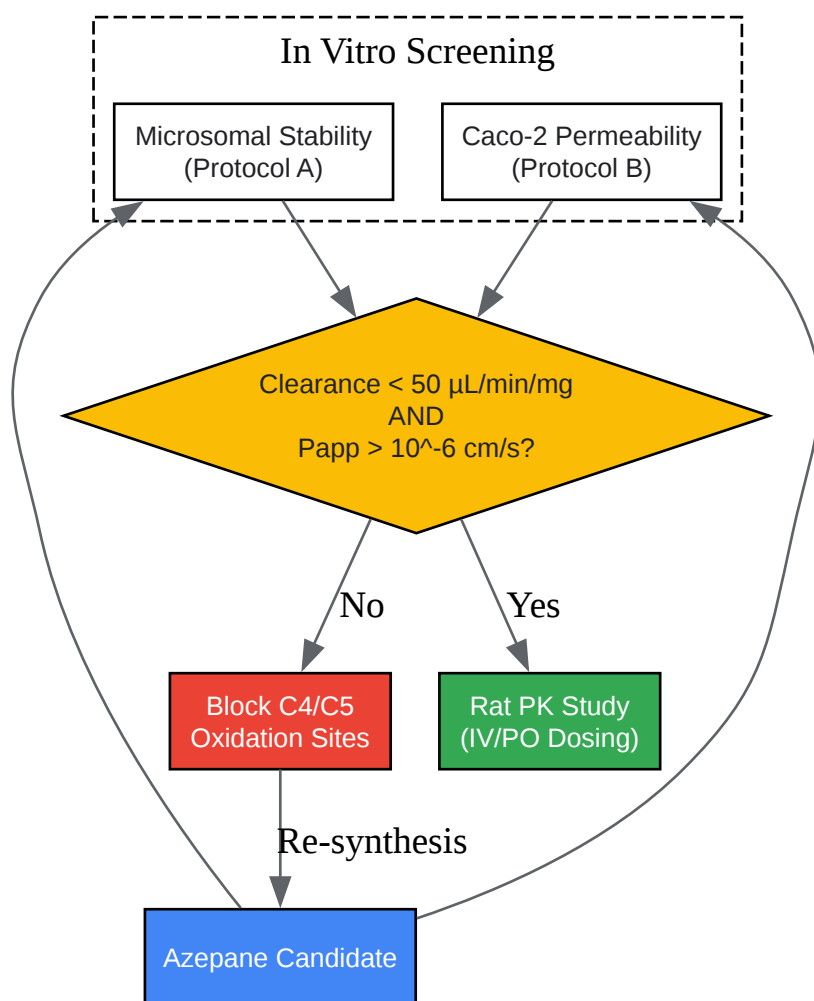 In Vitro Screening
Microsomal Stability
(Protocol A)
Caco-2 Permeability
(Protocol B)
Clearance < 50 µL/min/mg
AND
Papp > 10^-6 cm/s?
No
Yes
Block C4/C5
Oxidation Sites
Rat PK Study
(IV/PO Dosing)
Re-synthesis
Azepane Candidate